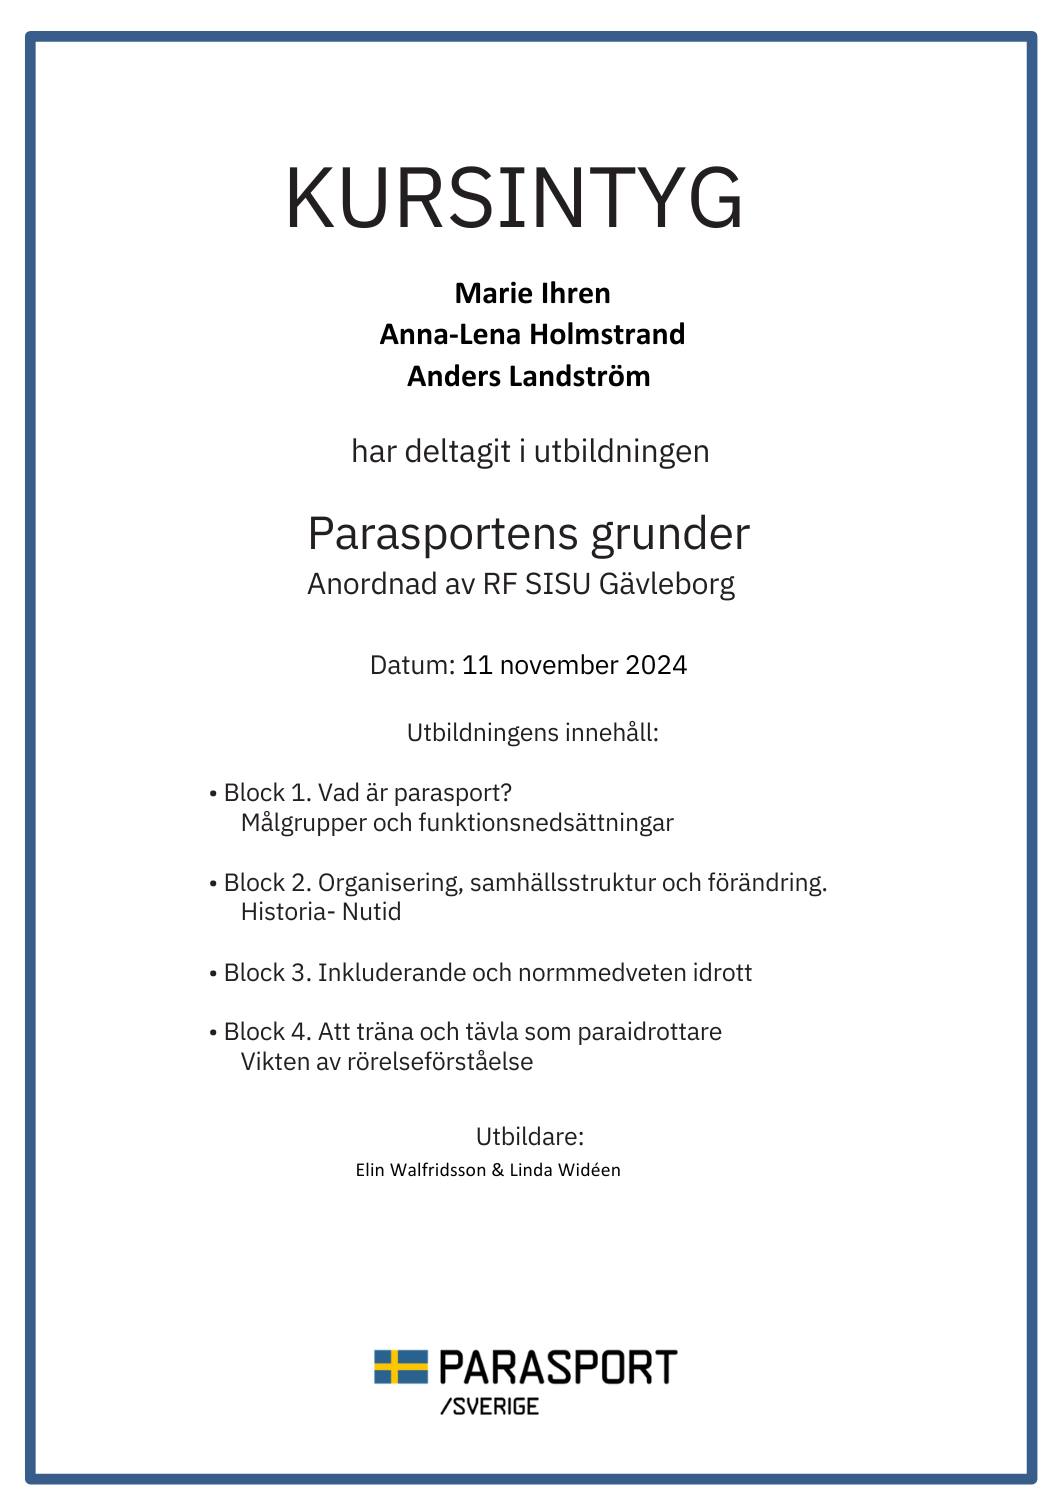 KURSINTYG
Marie Ihren
Anna-Lena Holmstrand
Anders Landström
har deltagit i utbildningen
Parasportens grunder
Anordnad av RF SISU Gävleborg
Datum: 11 november 2024
Utbildningens innehåll:
• Block 1. Vad är parasport?
Målgrupper och funktionsnedsättningar
• Block 2. Organisering, samhällsstruktur och förändring.
Historia- Nutid
• Block 3. Inkluderande och normmedveten idrott
• Block 4. Att träna och tävla som paraidrottare
Vikten av rörelseförståelse
Utbildare:
Elin Walfridsson & Linda Widéen
PARASPORT
/SVERIGE